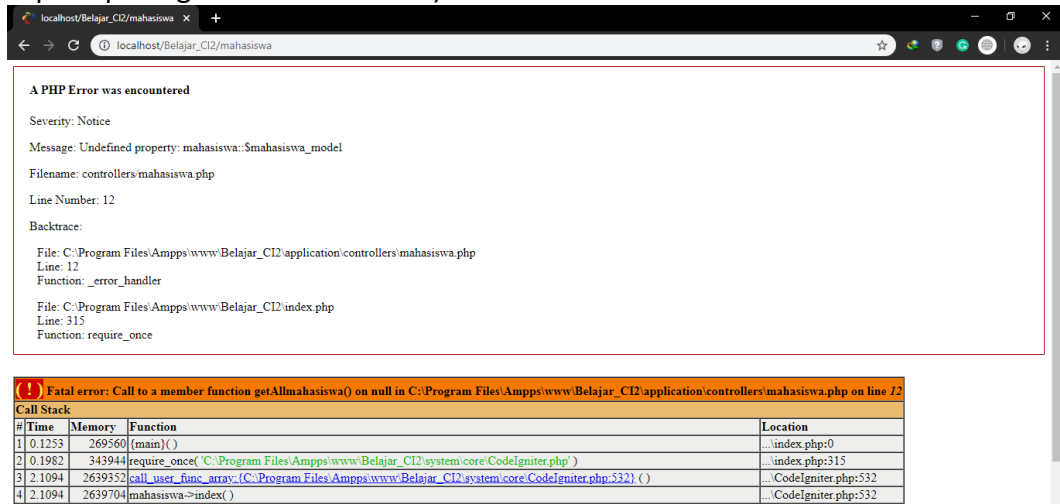 localhost/Belajar_CI2/mahasiswa
localhost/Belajar_CI2/mahasiswa
A PHP Error was encountered
Severity: Notice
Message: Undefined property: mahasiswa::$mahasiswa_model
Filename: controllers/mahasiswa.php
Line Number: 12
Backtrace:
File: C:\Program Files\Ampps\www\Belajar_CI2\application\controllers\mahasiswa.php
Line: 12
Function: _error_handler
File: C:\Program Files\Ampps\www\Belajar_CI2\index.php
Line: 315
Function: require_once
( ! ) Fatal error: Call to a member function getAllmahasiswa() on null in C:\Program Files\Ampps\www\Belajar_CI2\application\controllers\mahasiswa.php on line 12
Call Stack
# Time Memory Function Location
1 0.1253 269560 {main}( ) ...\index.php:0
2 0.1982 343944 require_once( 'C:\Program Files\Ampps\www\Belajar_CI2\system\core\CodeIgniter.php' ) ...\index.php:315
3 2.1094 2639352 call_user_func_array:{C:\Program Files\Ampps\www\Belajar_CI2\system\core\CodeIgniter.php:532} ( ) ...\CodeIgniter.php:532
4 2.1094 2639704 mahasiswa->index( ) ...\CodeIgniter.php:532